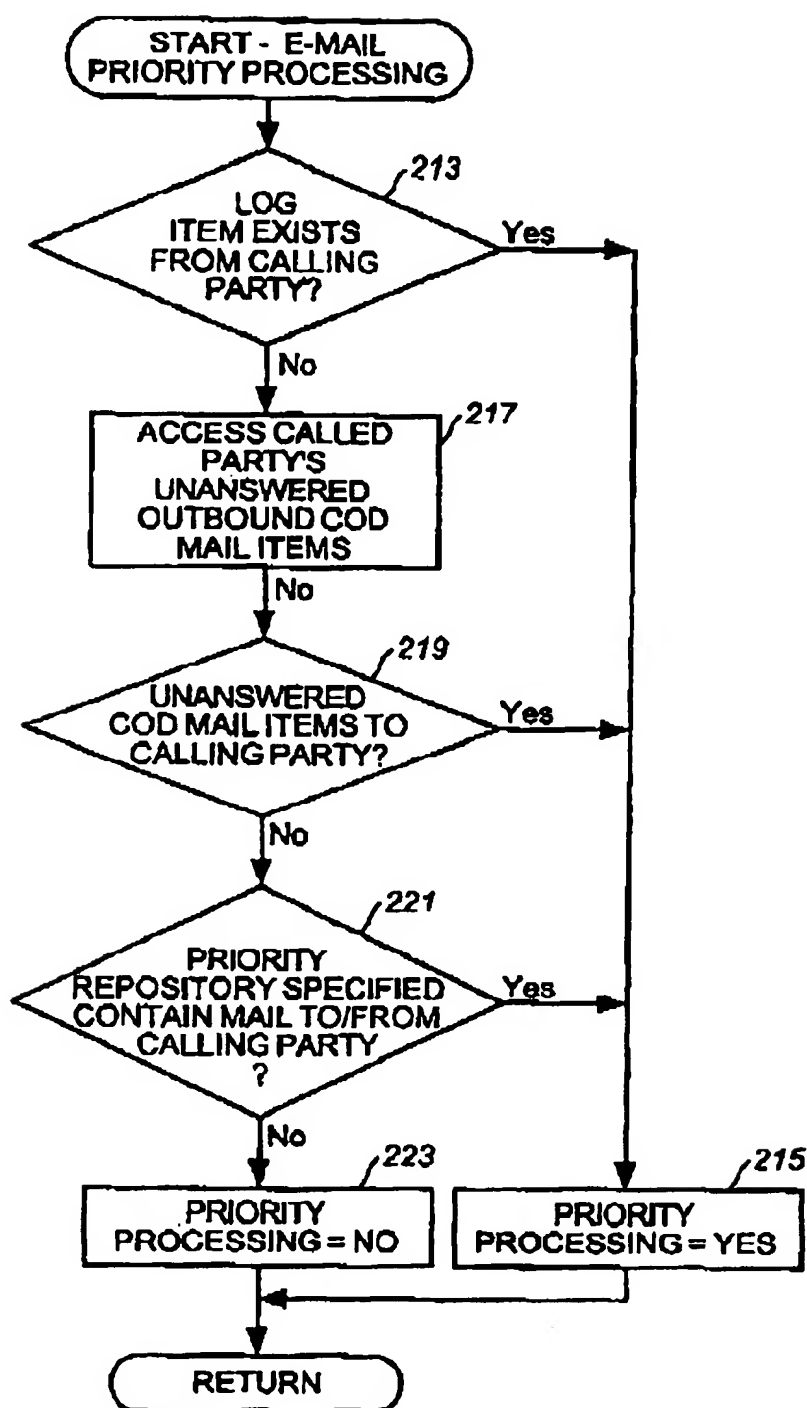 START - E-MAIL
PRIORITY PROCESSING
213
LOG
ITEM EXISTS
FROM CALLING
PARTY?
Yes
No
217
ACCESS CALLED
PARTY'S
UNANSWERED
OUTBOUND COD
MAIL ITEMS
No
219
UNANSWERED
COD MAIL ITEMS TO
CALLING PARTY?
Yes
No
221
PRIORITY
REPOSITORY SPECIFIED
CONTAIN MAIL TO/FROM
CALLING PARTY
?
Yes
No
223
PRIORITY
PROCESSING = NO
215
PRIORITY
PROCESSING = YES
RETURN